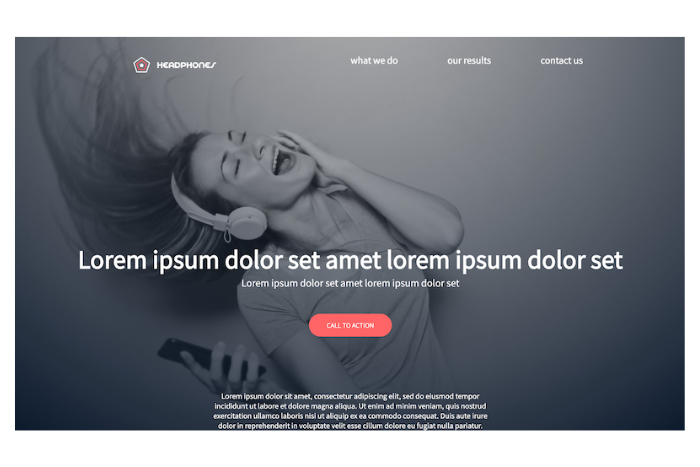 HEADPHONES
what we do
our results
contact us
Lorem ipsum dolor set amet lorem ipsum dolor set
Lorem ipsum dolor set amet lorem ipsum dolor set
CALL TO ACTION
Lorem ipsum dolor sit amet, consectetur adipiscing elit, sed do eiusmod tempor
incididunt ut labore et dolore magna aliqua. Ut enim ad minim veniam, quis nostrud
exercitation ullamco laboris nisi ut aliquip ex ea commodo consequat. Duis aute irure
dolor in reprehenderit in voluptate velit esse cillum dolore eu fugiat nulla pariatur.